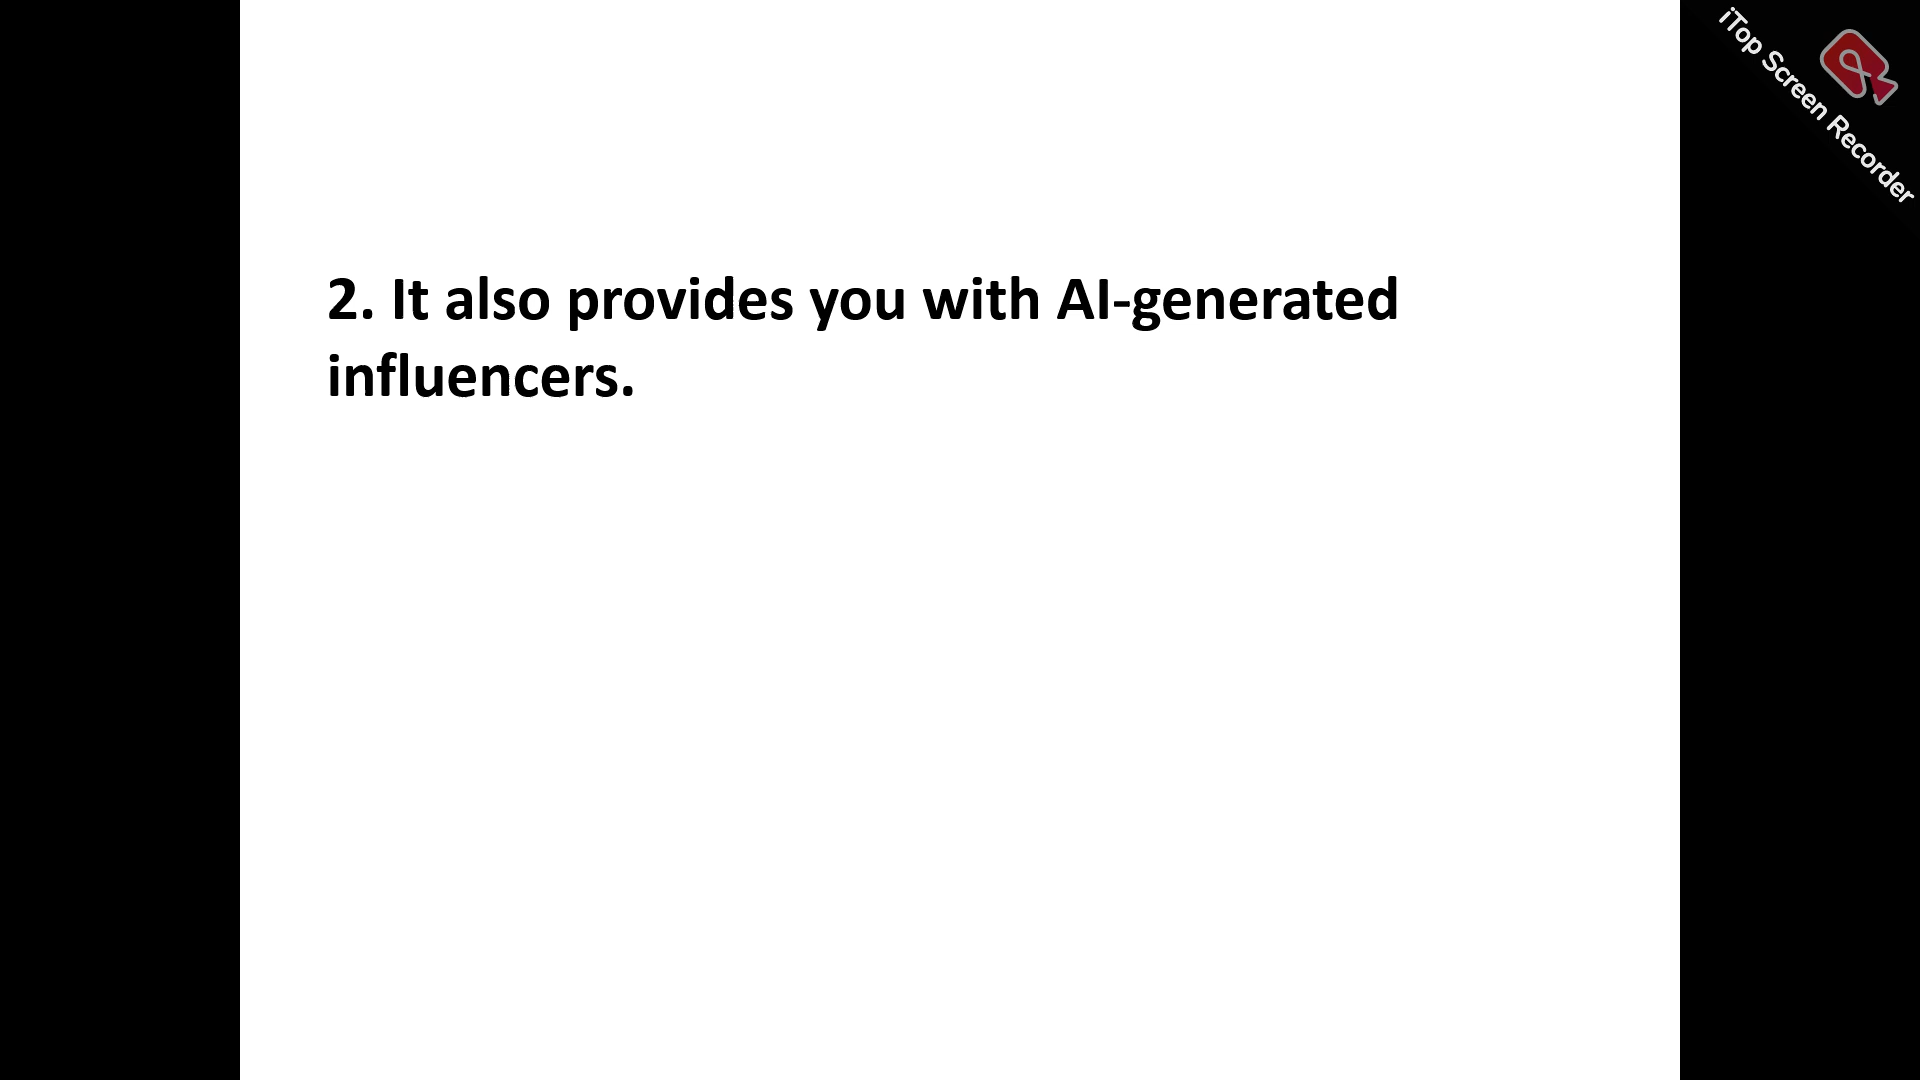 iTop Screen Recorder
2. It also provides you with AI-generated
influencers.